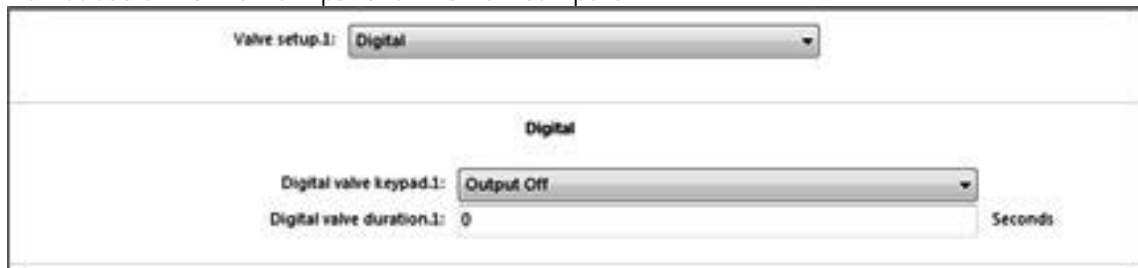 Valve setup.1: Digital
Digital
Digital valve keypad.1: Output Off
Digital valve duration.1: 0 Seconds